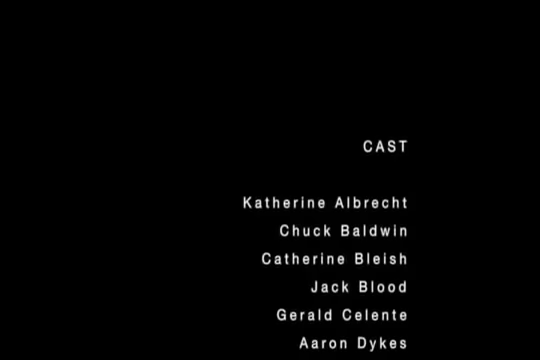 CAST
Katherine Albrecht
Chuck Baldwin
Catherine Bleish
Jack Blood
Gerald Celente
Aaron Dykes